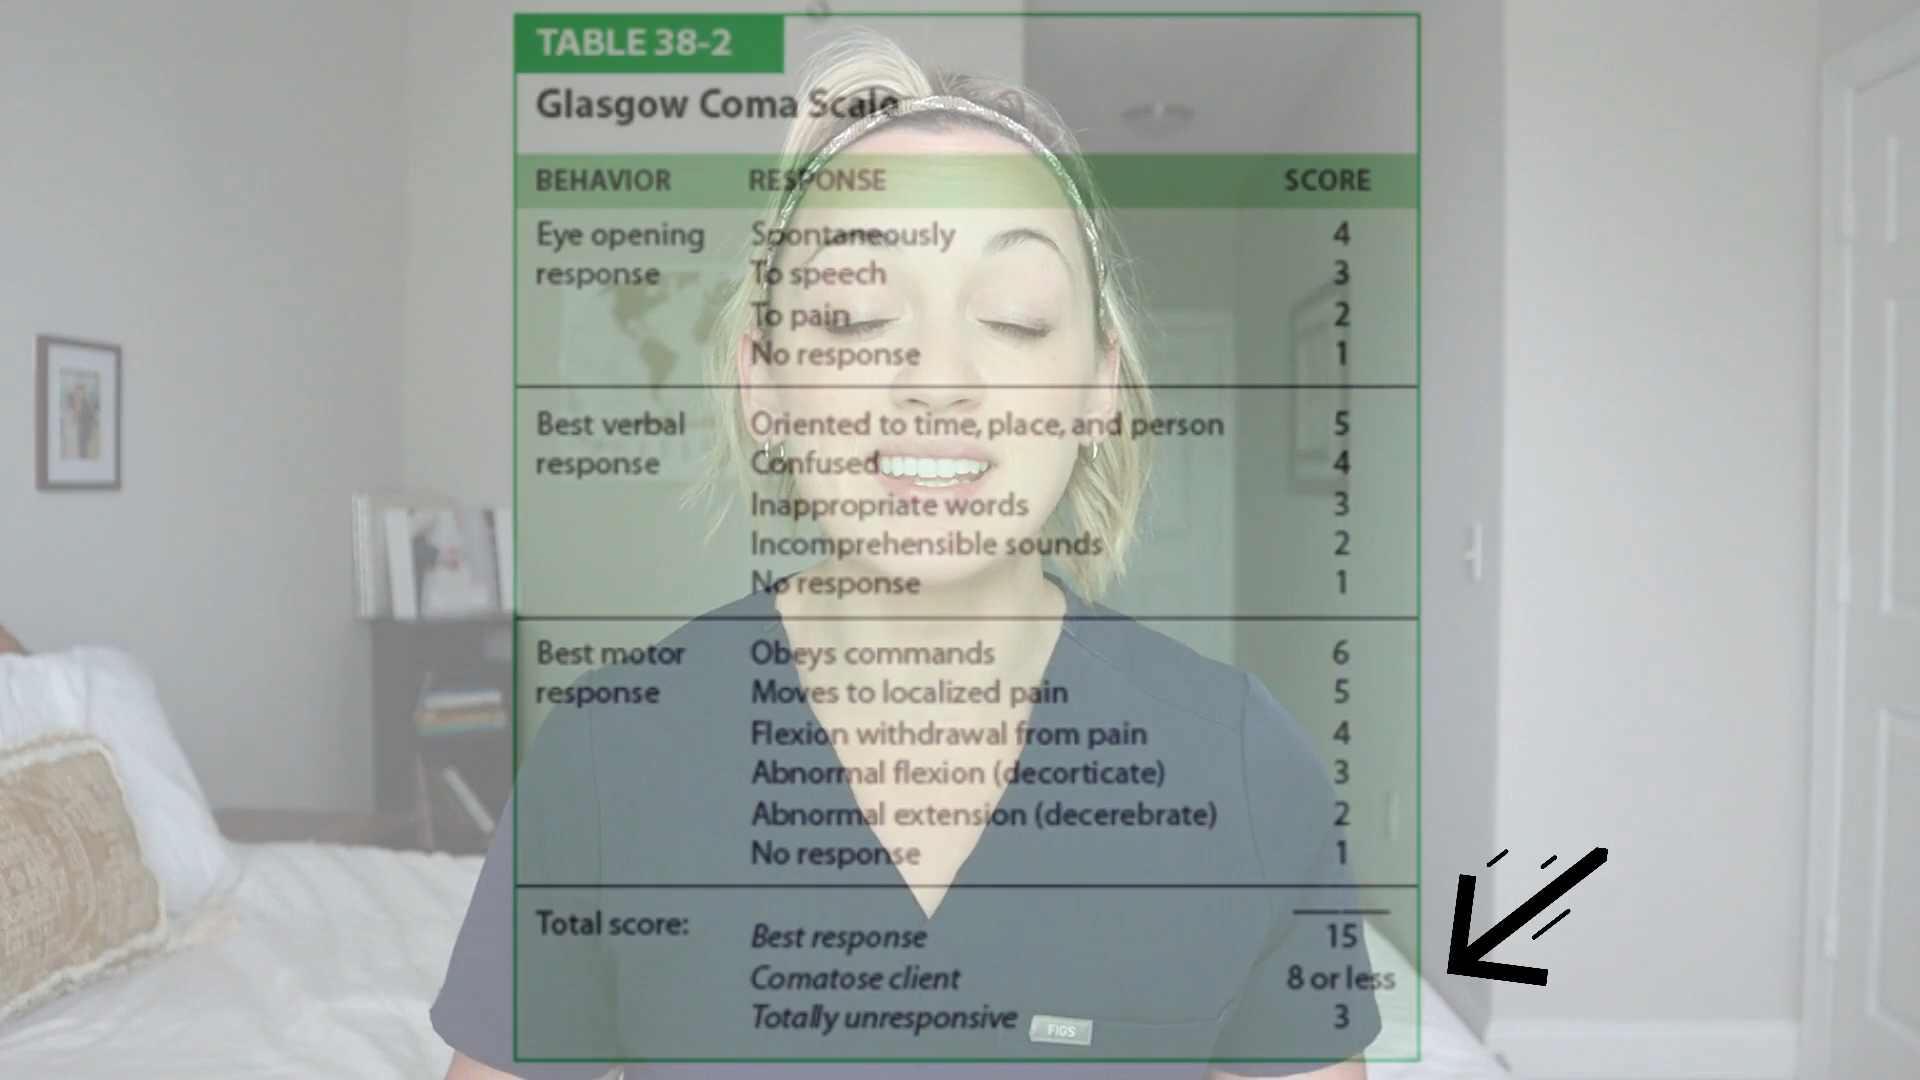 TABLE 38-2
Glasgow Coma Scale
BEHAVIOR RESPONSE SCORE
Eye opening Spontaneously 4
response To speech 3
To pain 2
No response 1
Best verbal Oriented to time, place, and person 5
response Confused 4
Inappropriate words 3
Incomprehensible sounds 2
No response 1
Best motor Obeys commands 6
response Moves to localized pain 5
Flexion withdrawal from pain 4
Abnormal flexion (decorticate) 3
Abnormal extension (decerebrate) 2
No response 1
Total score:
Best response 15
Comatose client 8 or less
Totally unresponsive 3
FIGS